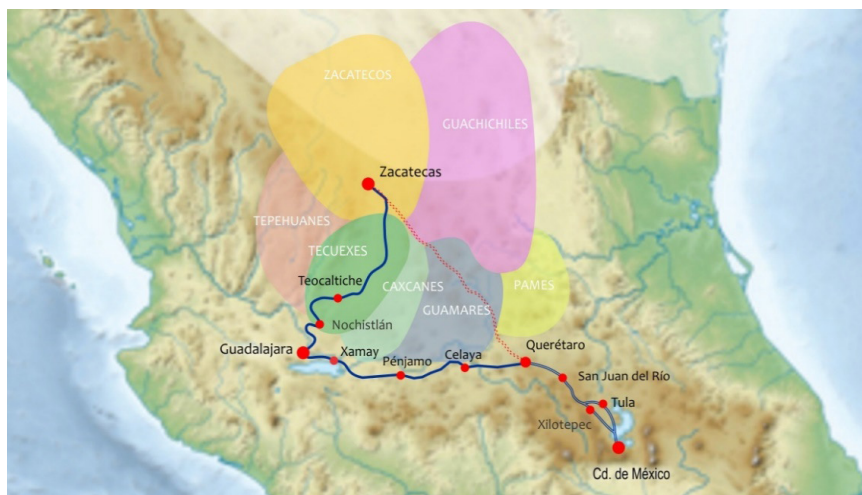 ZACATECOS
GUACHICHILES
Zacatecas
TEPEHUANES
TECUEXES
PAMES
Teocaltiche
CAXCANES
GUAMARES
Nochistlán
Guadalajara
Xamay
Pénjamo
Celaya
Querétaro
San Juan del Río
Tula
Xilotepec
Cd. de México